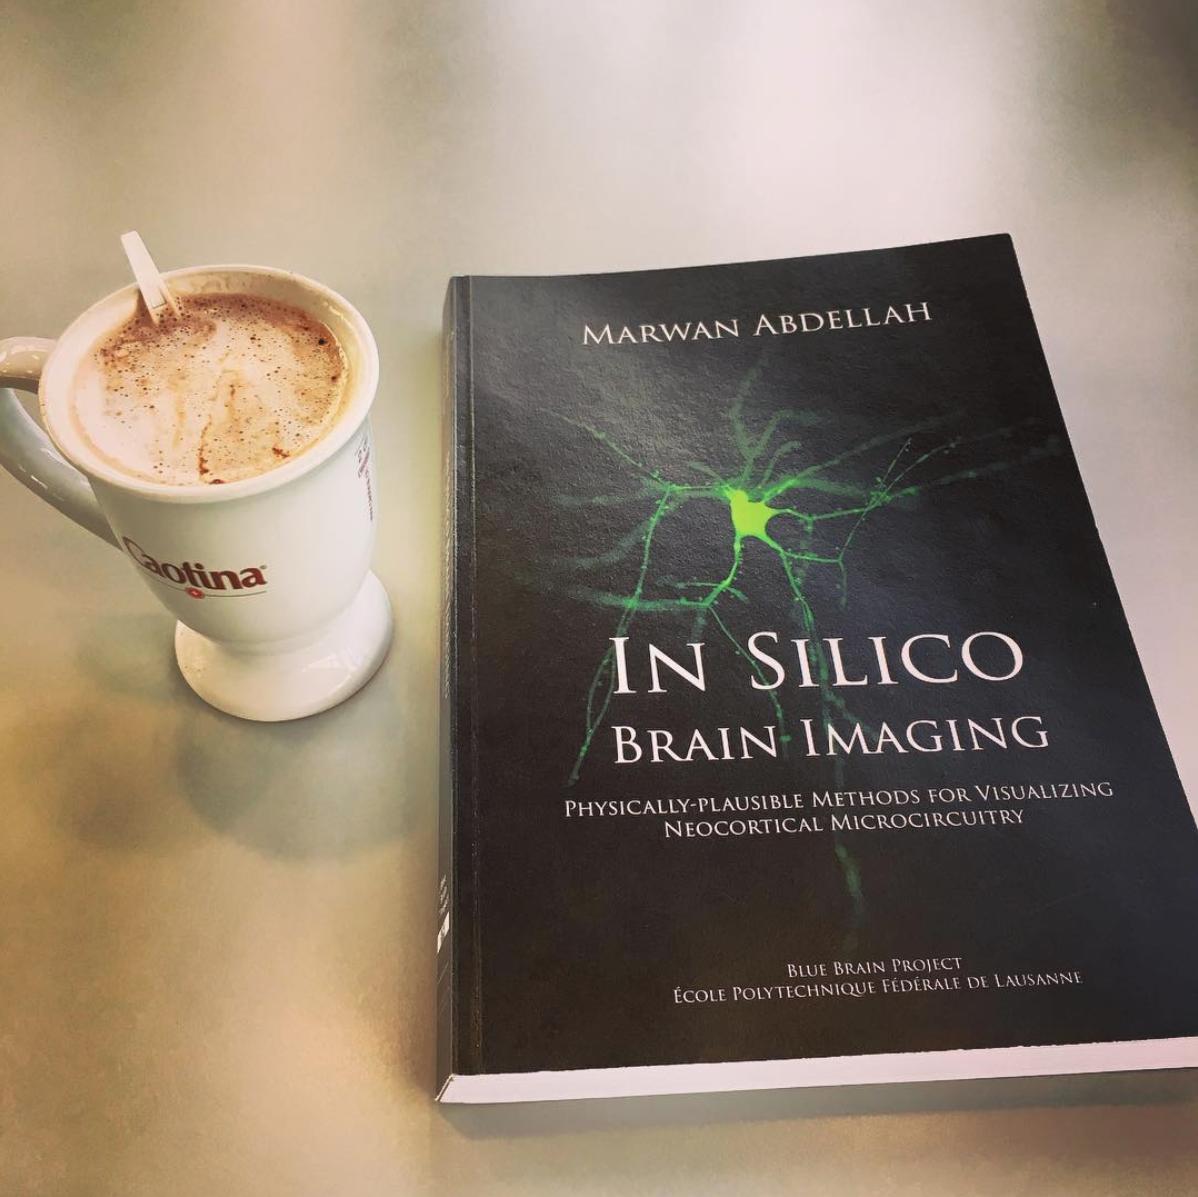 Caotina
MARWAN ABDELLAH
IN SILICO
BRAIN IMAGING
PHYSICALLY-PLAUSIBLE METHODS FOR VISUALIZING
NEOCORTICAL MICROCIRCUITRY
BLUE BRAIN PROJECT
ÉCOLE POLYTECHNIQUE FÉDÉRALE DE LAUSANNE